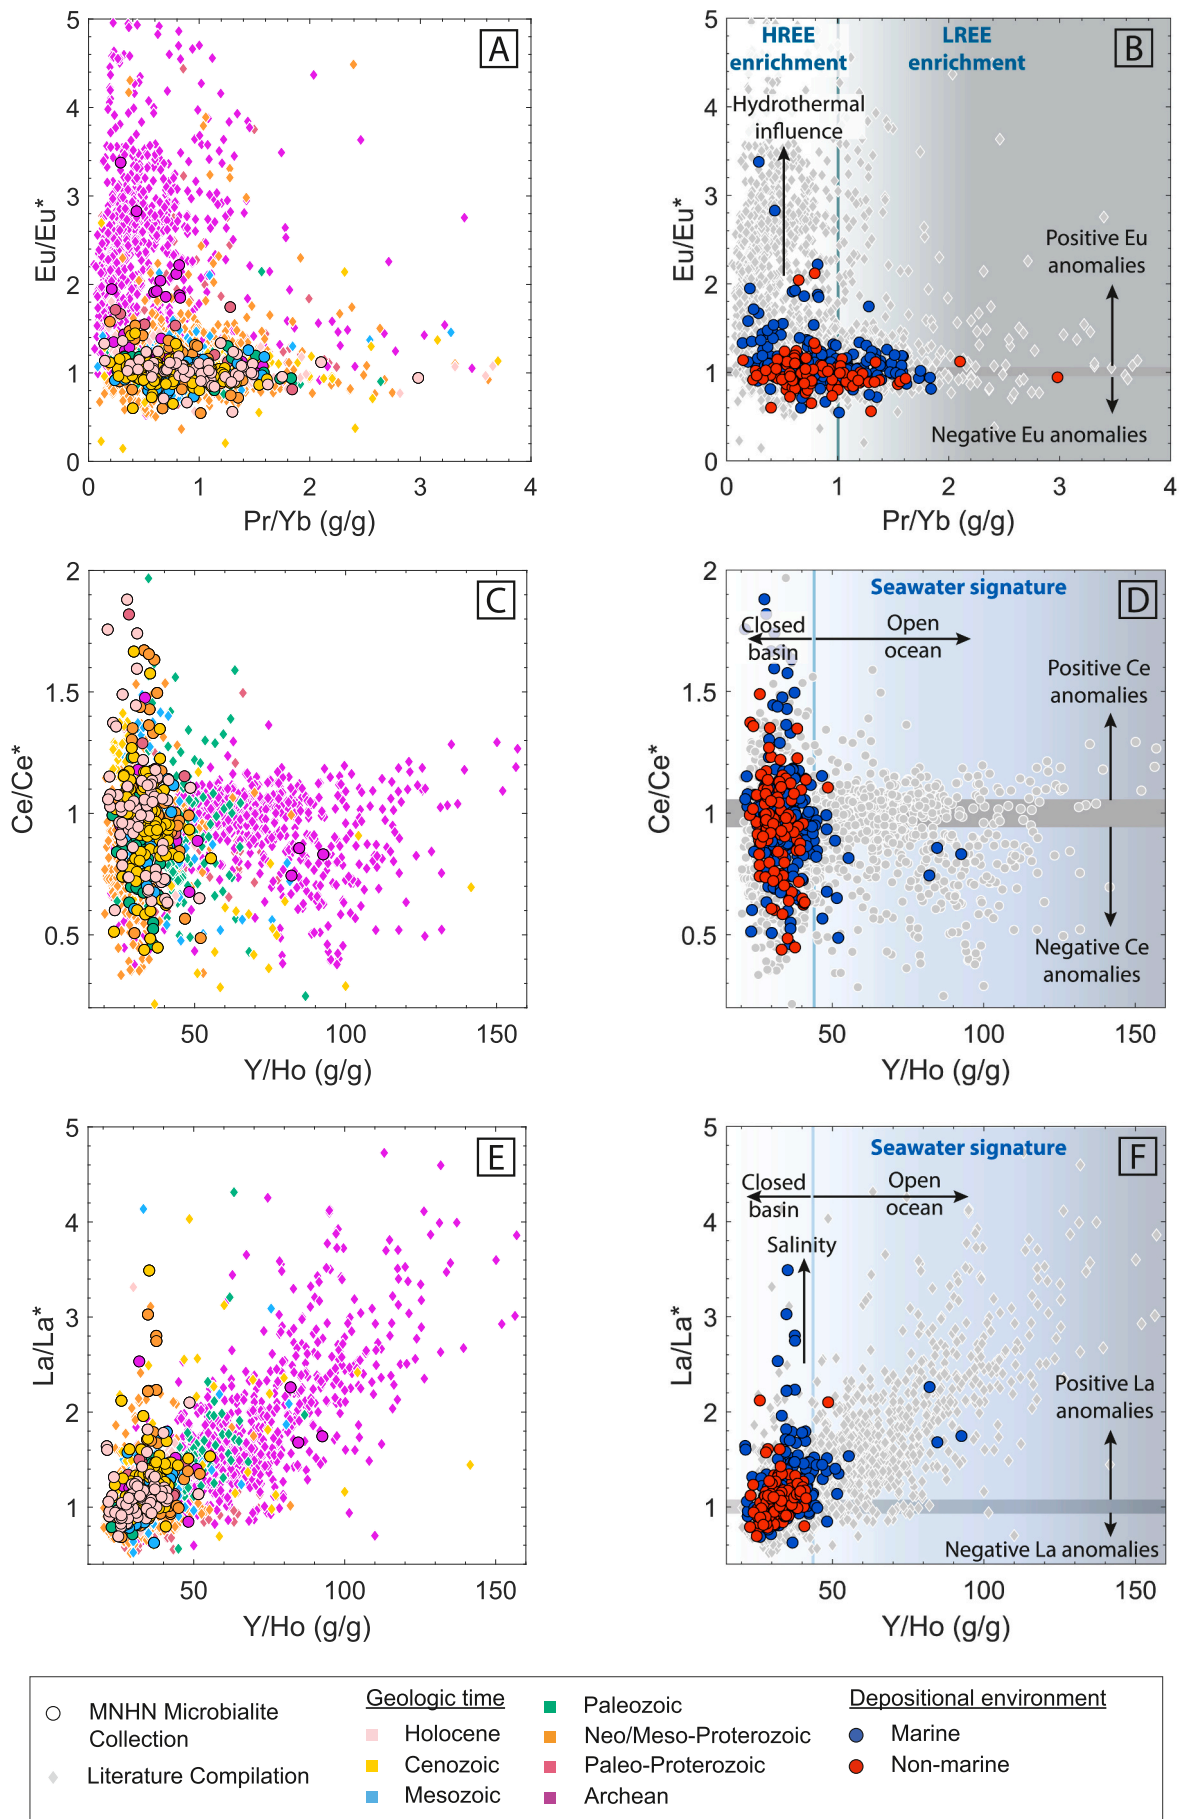 A
5
4
3
2
1
0
Eu/Eu*
0 1 2 3 4
Pr/Yb (g/g)
B
HREE
enrichment
LREE
enrichment
Hydrothermal
influence
Positive Eu
anomalies
Negative Eu anomalies
5
4
3
2
1
0
Eu/Eu*
0 1 2 3 4
Pr/Yb (g/g)
C
2
1.5
1
0.5
Ce/Ce*
50 100 150
Y/Ho (g/g)
D
Seawater signature
Closed
basin
Open
ocean
Positive Ce
anomalies
Negative Ce
anomalies
2
1.5
1
0.5
Ce/Ce*
50 100 150
Y/Ho (g/g)
E
5
4
3
2
1
La/La*
50 100 150
Y/Ho (g/g)
F
Seawater signature
Closed
basin
Open
ocean
Salinity
Positive La
anomalies
Negative La anomalies
5
4
3
2
1
La/La*
50 100 150
Y/Ho (g/g)
MNHN Microbialite
Collection
Literature Compilation
Geologic time
Holocene
Cenozoic
Mesozoic
Paleozoic
Neo/Meso-Proterozoic
Paleo-Proterozoic
Archean
Depositional environment
Marine
Non-marine